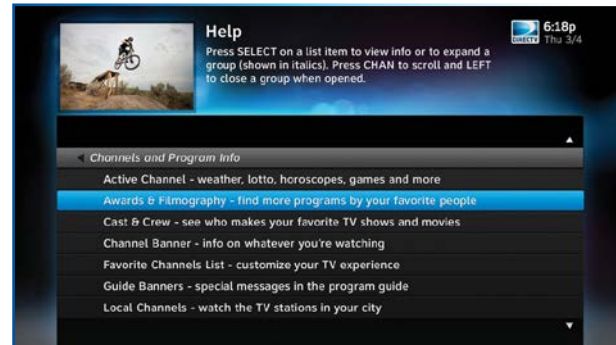 Help
Press SELECT on a list item to view info or to expand a
group (shown in italics). Press CHAN to scroll and LEFT
to close a group when opened.
DIRECTV
6:18p
Thu 3/4
Channels and Program Info
Active Channel - weather, lotto, horoscopes, games and more
Awards & Filmography - find more programs by your favorite people
Cast & Crew - see who makes your favorite TV shows and movies
Channel Banner - info on whatever you're watching
Favorite Channels List - customize your TV experience
Guide Banners - special messages in the program guide
Local Channels - watch the TV stations in your city